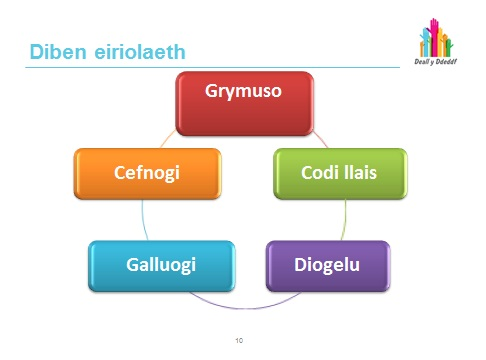 Diben eiriolaeth
Deall y Ddeddf
Grymuso
Cefnogi
Codi llais
Galluogi
Diogelu
10